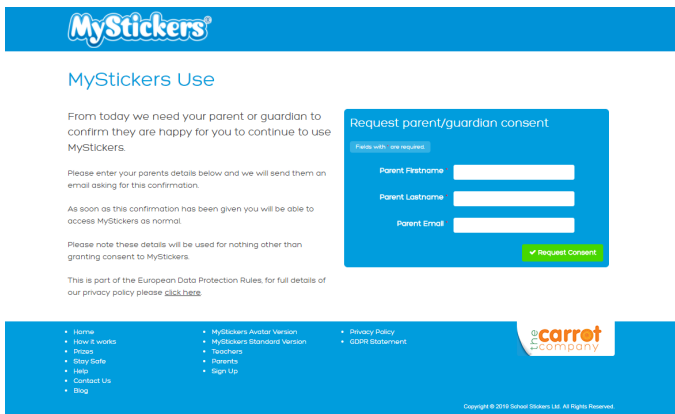 MyStickers®
MyStickers Use
From today we need your parent or guardian to
confirm they are happy for you to continue to use
MyStickers.
Please enter your parents details below and we will send them an
email asking for this confirmation.
As soon as this confirmation has been given you will be able to
access MyStickers as normal.
Please note these details will be used for nothing other than
granting consent to MyStickers.
This is part of the European Data Protection Rules, for full details of
our privacy policy please click here.
Request parent/guardian consent
Fields with are required.
Parent Firstname
Parent Lastname
Parent Email
✔ Request Consent
• Home
• How it works
• Prizes
• Stay Safe
• Help
• Contact Us
• Blog
• MyStickers Avatar Version
• MyStickers Standard Version
• Teachers
• Parents
• Sign Up
• Privacy Policy
• GDPR Statement
the carrot
company
Copyright © 2019 School Stickers Ltd. All Rights Reserved.